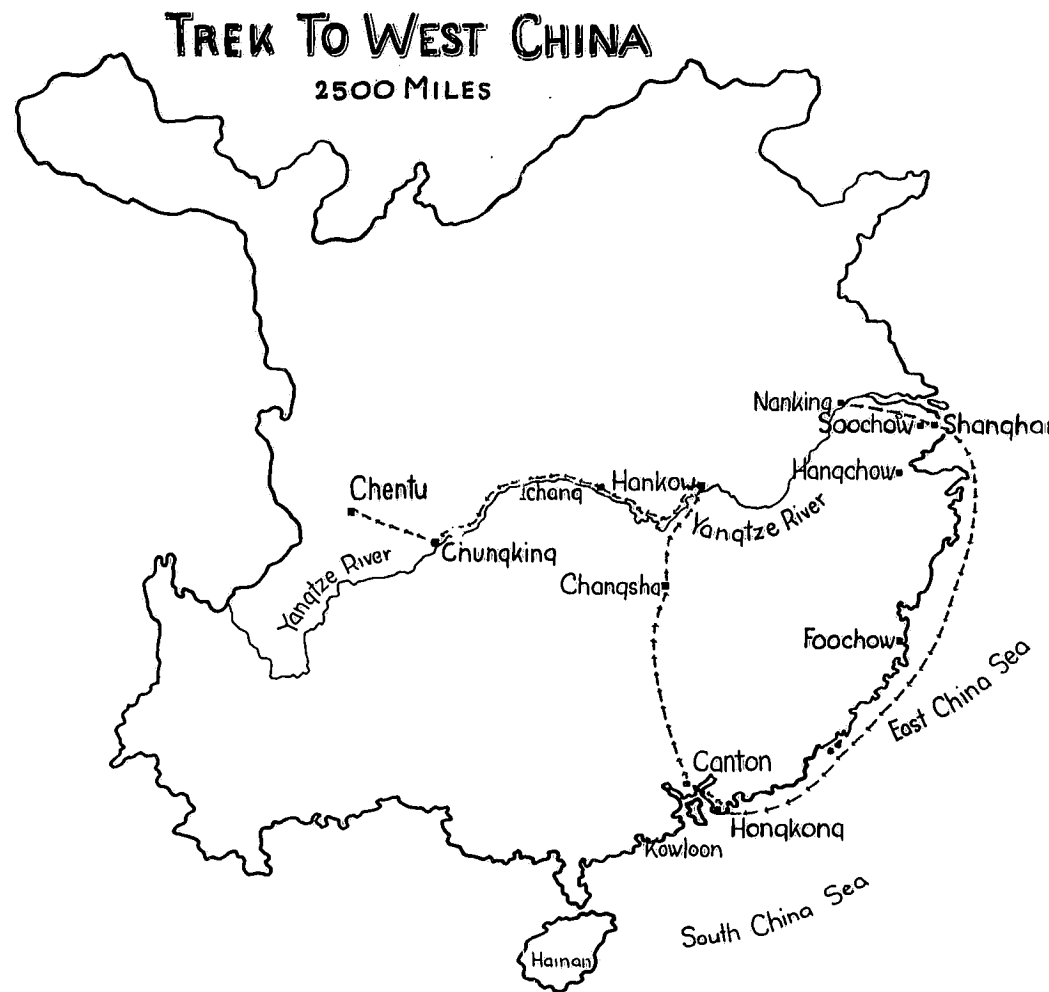 TREK TO WEST CHINA
2500 MILES
Nanking
Soochow
Shanghai
Hangchow
Chentu
Ichang
Hankow
Yangtze River
Chungking
Yangtze River
Changsha
Foochow
East China Sea
Canton
Hongkong
Kowloon
South China Sea
Hainan